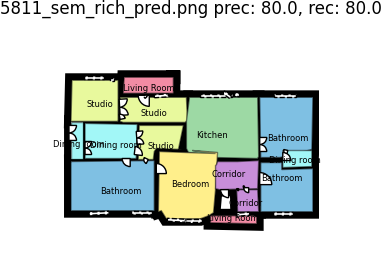 5811_sem_rich_pred.png prec: 80.0, rec: 80.0
Living Room
Studio
Studio
Kitchen
Bathroom
Dining room
Dining room
Studio
Dining room
Corridor
Bathroom
Bathroom
Bedroom
Corridor
Living Room